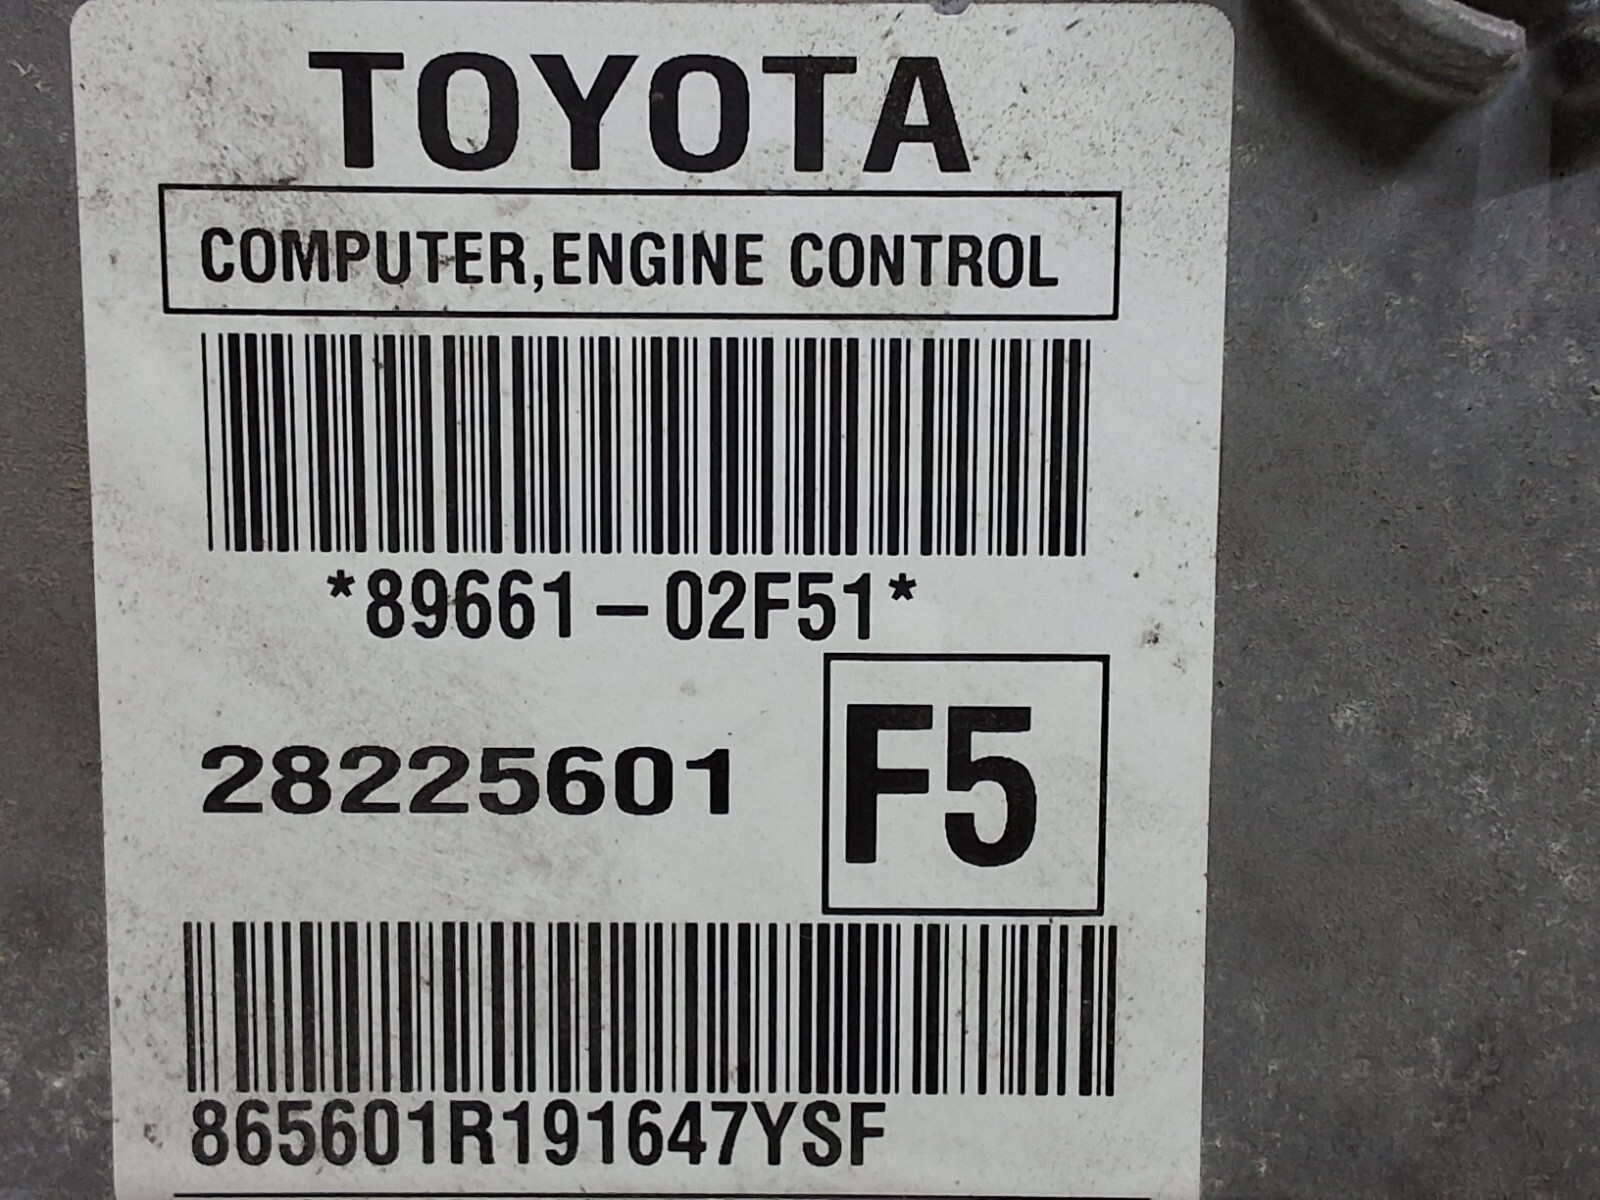 TOYOTA
COMPUTER,ENGINE CONTROL
*89661-02F51*
28225601
F5
865601R191647YSF